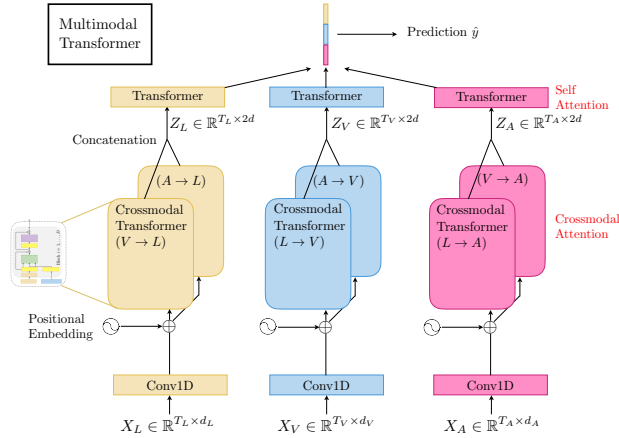 Multimodal
Transformer
Prediction ŷ
Transformer
Transformer
Transformer
Self
Attention
Z_L ∈ ℝ^{T_L×2d}
Z_V ∈ ℝ^{T_V×2d}
Z_A ∈ ℝ^{T_A×2d}
Concatenation
(A → L)
(A → V)
(V → A)
Crossmodal
Transformer
(V → L)
Crossmodal
Transformer
(L → V)
Crossmodal
Transformer
(L → A)
Crossmodal
Attention
Positional
Embedding
Conv1D
Conv1D
Conv1D
X_L ∈ ℝ^{T_L×d_L}
X_V ∈ ℝ^{T_V×d_V}
X_A ∈ ℝ^{T_A×d_A}